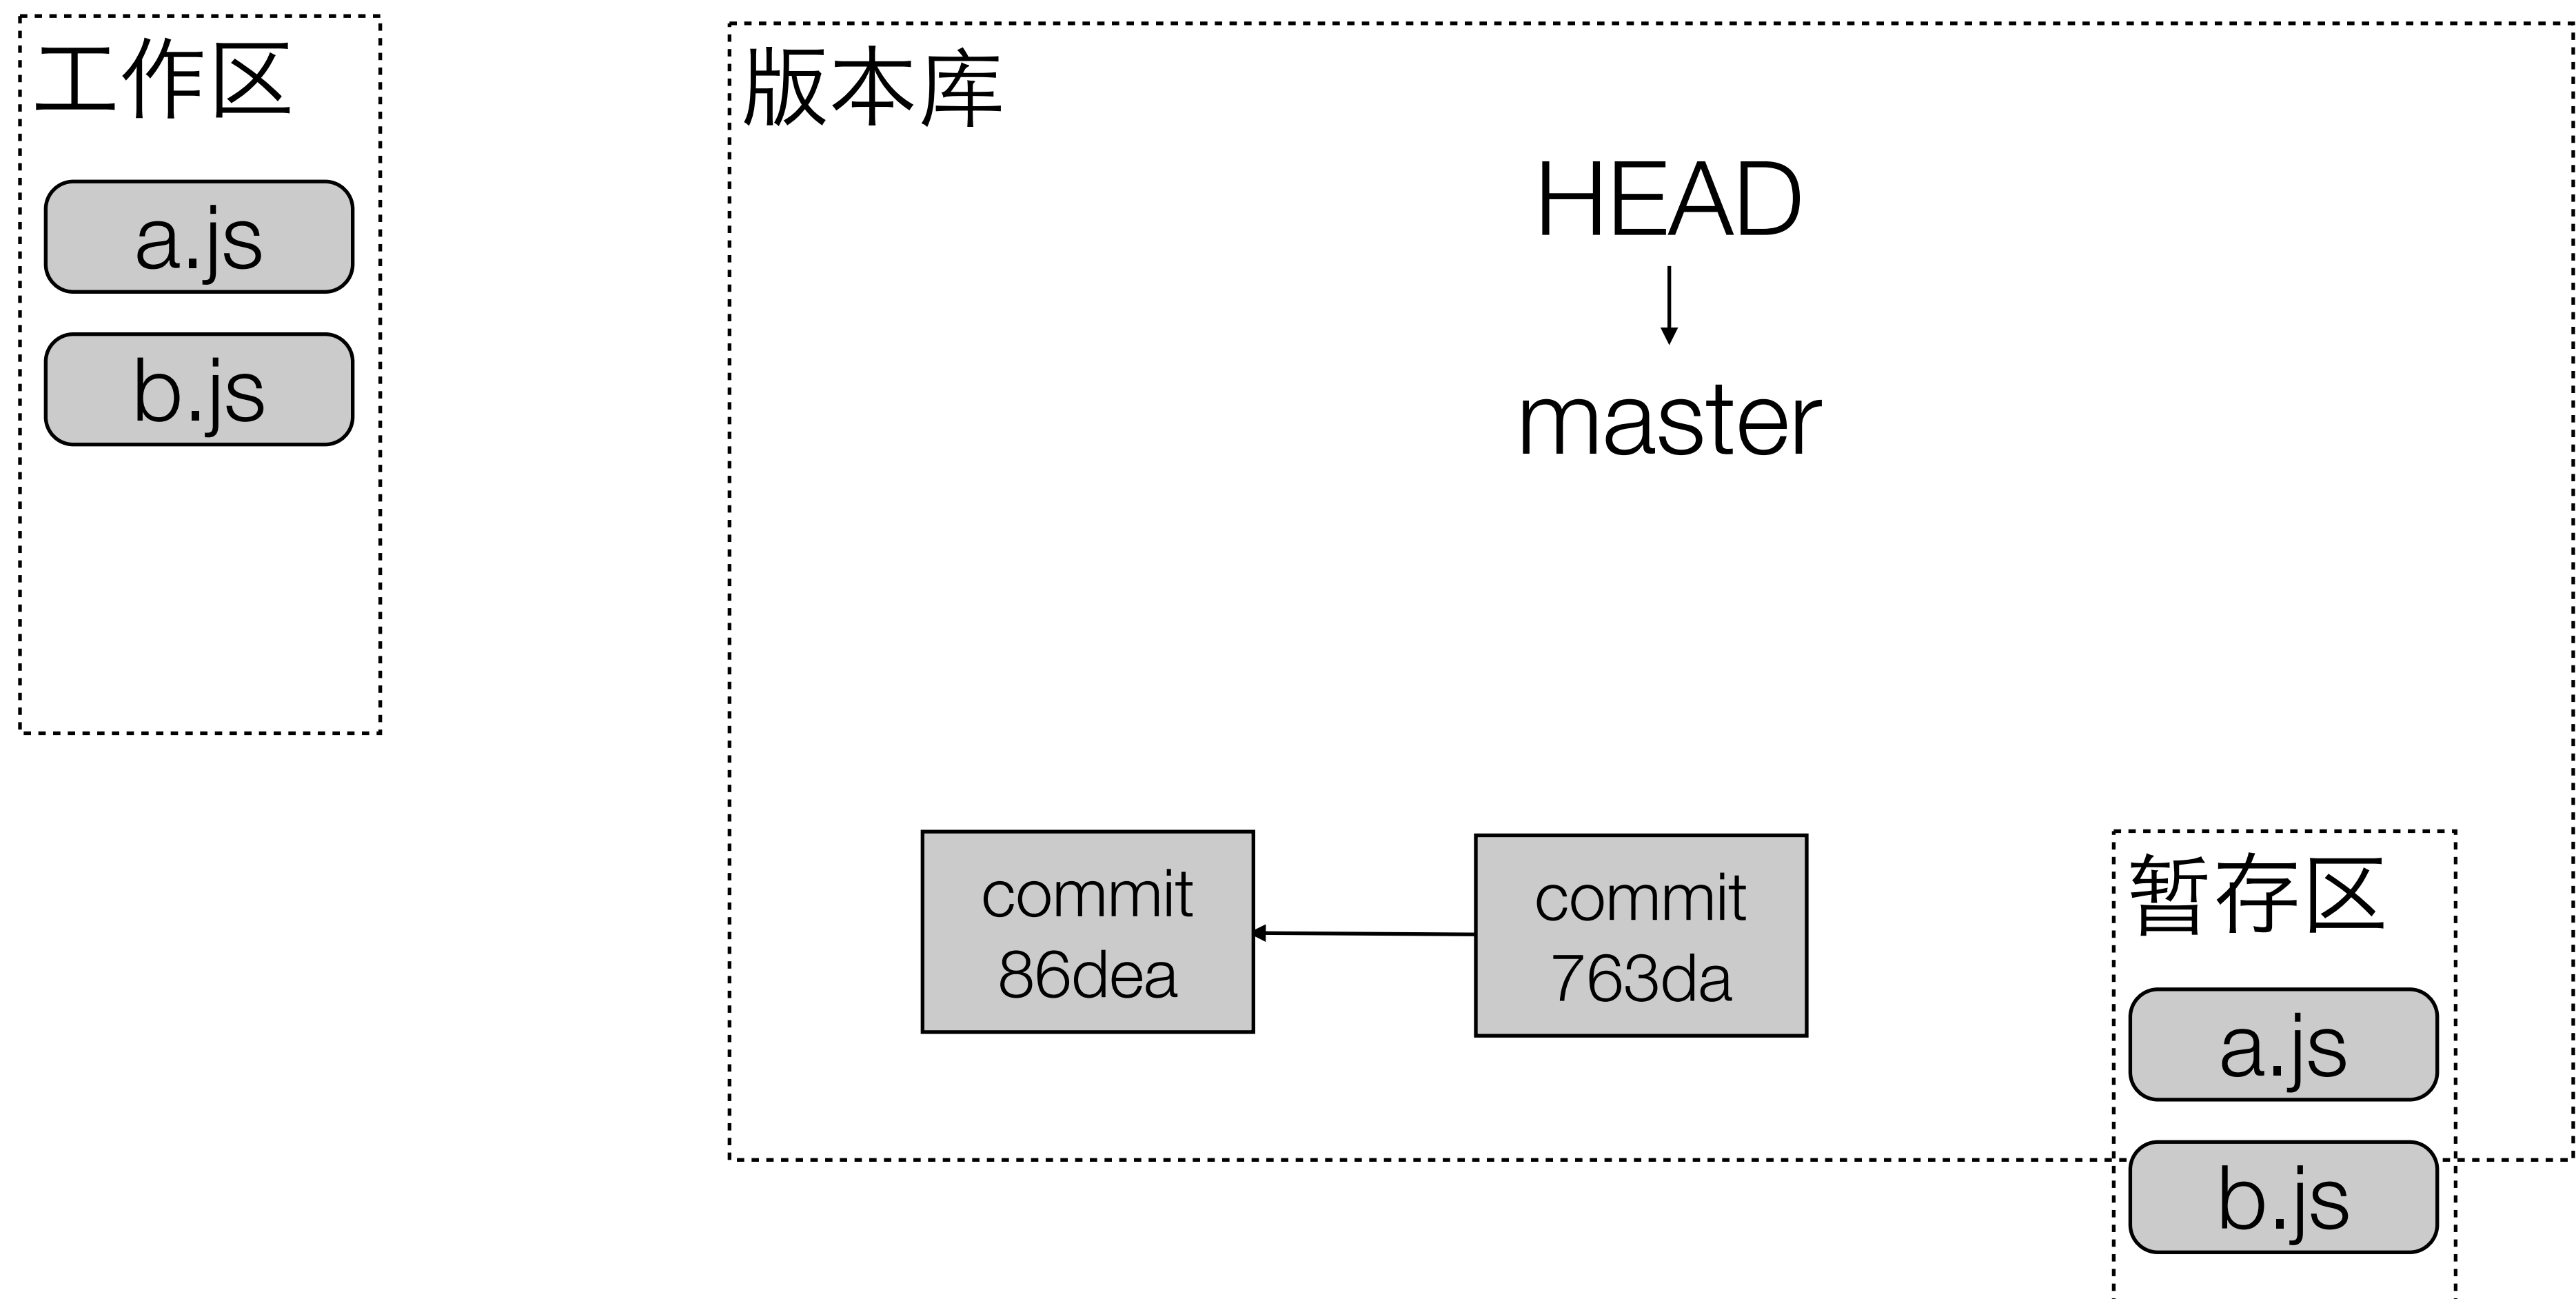 工作区
a.js
b.js
版本库
HEAD
master
commit
86dea
commit
763da
暂存区
a.js
b.js